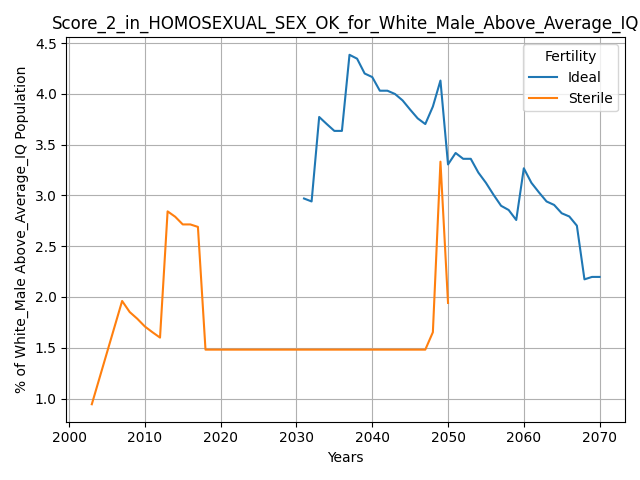 Score_2_in_HOMOSEXUAL_SEX_OK_for_White_Male_Above_Average_IQ
Fertility
Ideal
Sterile
% of White_Male Above_Average_IQ Population
4.5
4.0
3.5
3.0
2.5
2.0
1.5
1.0
2000 2010 2020 2030 2040 2050 2060 2070
Years